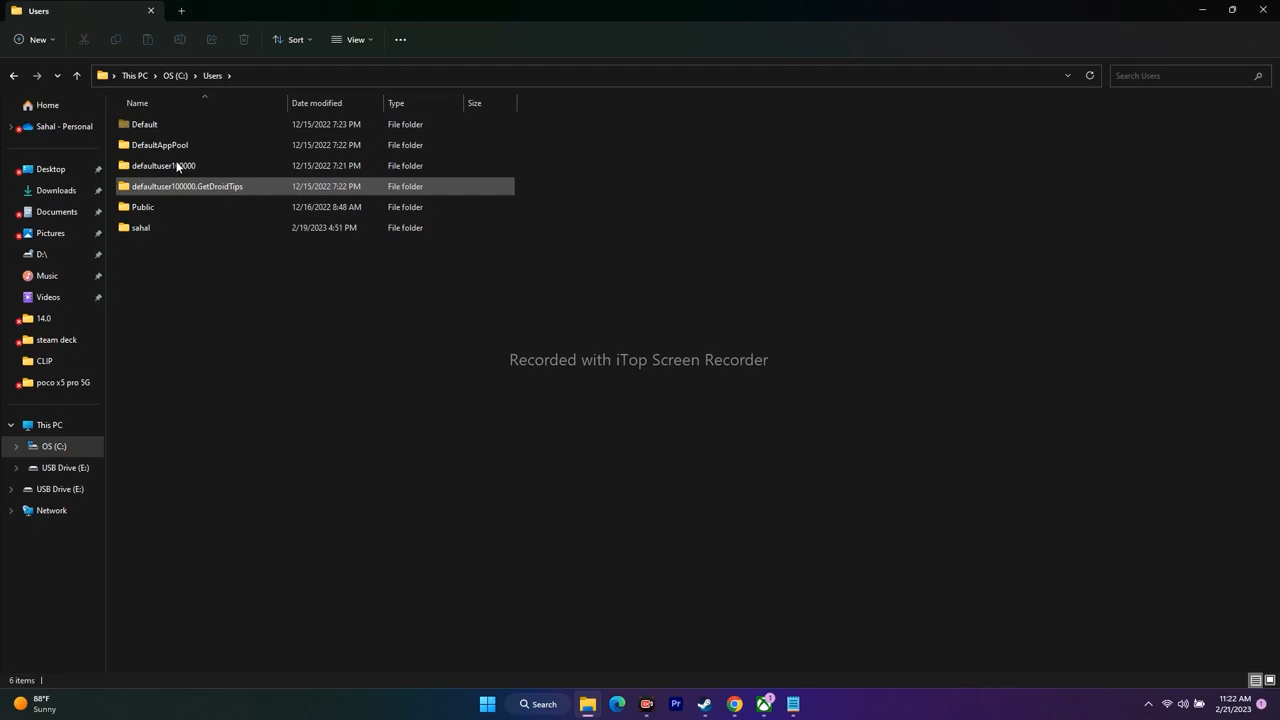 Users
New
Sort
View
This PC
OS (C:)
Users
Search Users
Name
Date modified
Type
Size
Home
Sahal - Personal
Desktop
Downloads
Documents
Pictures
D:\
Music
Videos
14.0
steam deck
CLIP
poco x5 pro 5G
This PC
OS (C:)
USB Drive (E:)
USB Drive (E:)
Network
Default 12/15/2022 7:23 PM File folder
DefaultAppPool 12/15/2022 7:22 PM File folder
defaultuser100000 12/15/2022 7:21 PM File folder
defaultuser100000.GetDroidTips 12/15/2022 7:22 PM File folder
Public 12/16/2022 8:48 AM File folder
sahal 2/19/2023 4:51 PM File folder
Recorded with iTop Screen Recorder
6 items
88°F
Sunny
Search
Pr
1
11:22 AM
2/21/2023
1